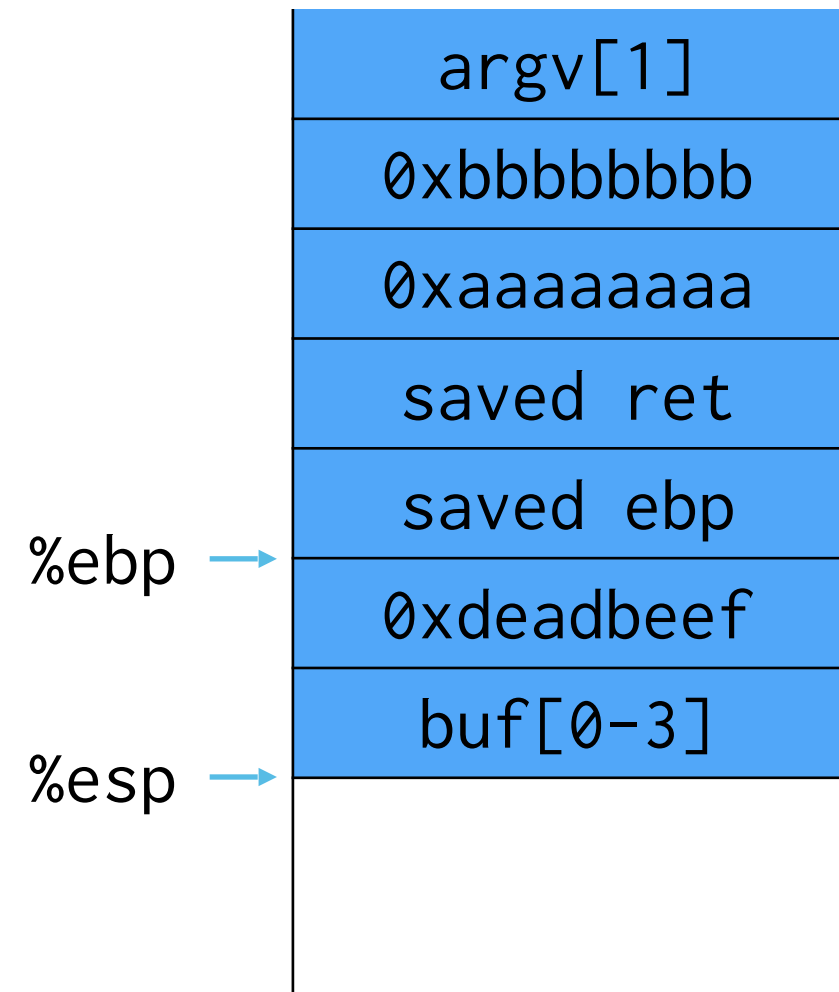 argv[1]
0xbbbbbbbb
0xaaaaaaaa
saved ret
saved ebp
%ebp
0xdeadbeef
buf[0-3]
%esp